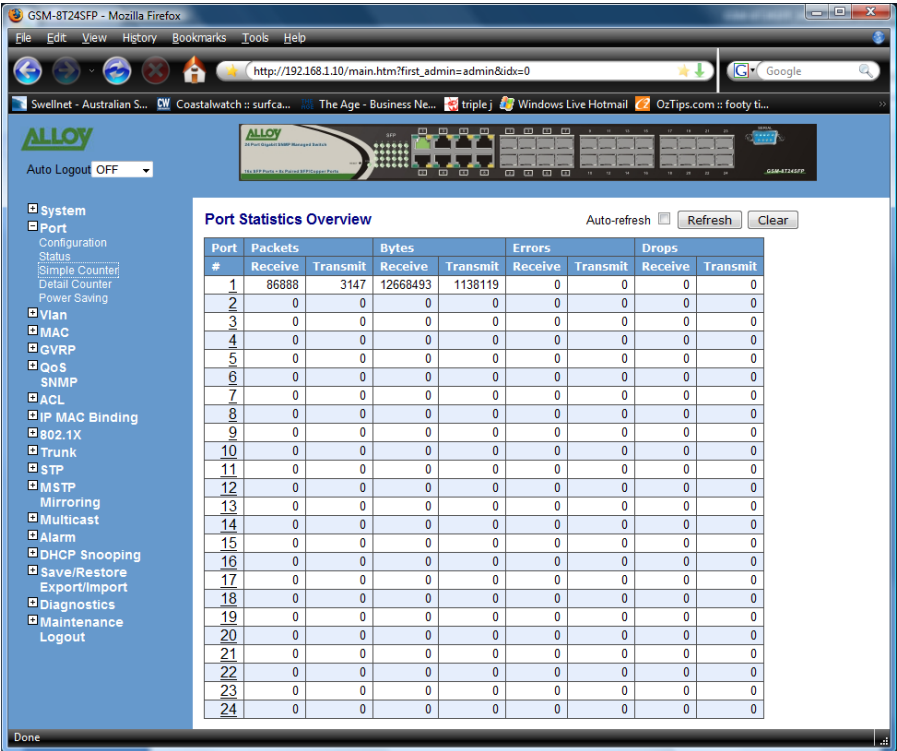 GSM-8T24SFP - Mozilla Firefox
File Edit View History Bookmarks Tools Help
http://192.168.1.10/main.htm?first_admin=admin&idx=0
G Google
Swellnet - Australian S... CW Coastalwatch :: surfca... The Age - Business Ne... triple j Windows Live Hotmail OzTips.com :: footy ti... »
ALLOY
Auto Logout OFF
ALLOY
24 Port Gigabit SNMP Managed Switch
SFP
GSM-8T24SFP
System
Port
Configuration
Status
Simple Counter
Detail Counter
Power Saving
Vlan
MAC
GVRP
QoS
SNMP
ACL
IP MAC Binding
802.1X
Trunk
STP
MSTP
Mirroring
Multicast
Alarm
DHCP Snooping
Save/Restore
Export/Import
Diagnostics
Maintenance
Logout
Port Statistics Overview
Auto-refresh Refresh Clear
Port Packets Bytes Errors Drops
# Receive Transmit Receive Transmit Receive Transmit Receive Transmit
1 86888 3147 12668493 1138119 0 0 0 0
2 0 0 0 0 0 0 0 0
3 0 0 0 0 0 0 0 0
4 0 0 0 0 0 0 0 0
5 0 0 0 0 0 0 0 0
6 0 0 0 0 0 0 0 0
7 0 0 0 0 0 0 0 0
8 0 0 0 0 0 0 0 0
9 0 0 0 0 0 0 0 0
10 0 0 0 0 0 0 0 0
11 0 0 0 0 0 0 0 0
12 0 0 0 0 0 0 0 0
13 0 0 0 0 0 0 0 0
14 0 0 0 0 0 0 0 0
15 0 0 0 0 0 0 0 0
16 0 0 0 0 0 0 0 0
17 0 0 0 0 0 0 0 0
18 0 0 0 0 0 0 0 0
19 0 0 0 0 0 0 0 0
20 0 0 0 0 0 0 0 0
21 0 0 0 0 0 0 0 0
22 0 0 0 0 0 0 0 0
23 0 0 0 0 0 0 0 0
24 0 0 0 0 0 0 0 0
Done